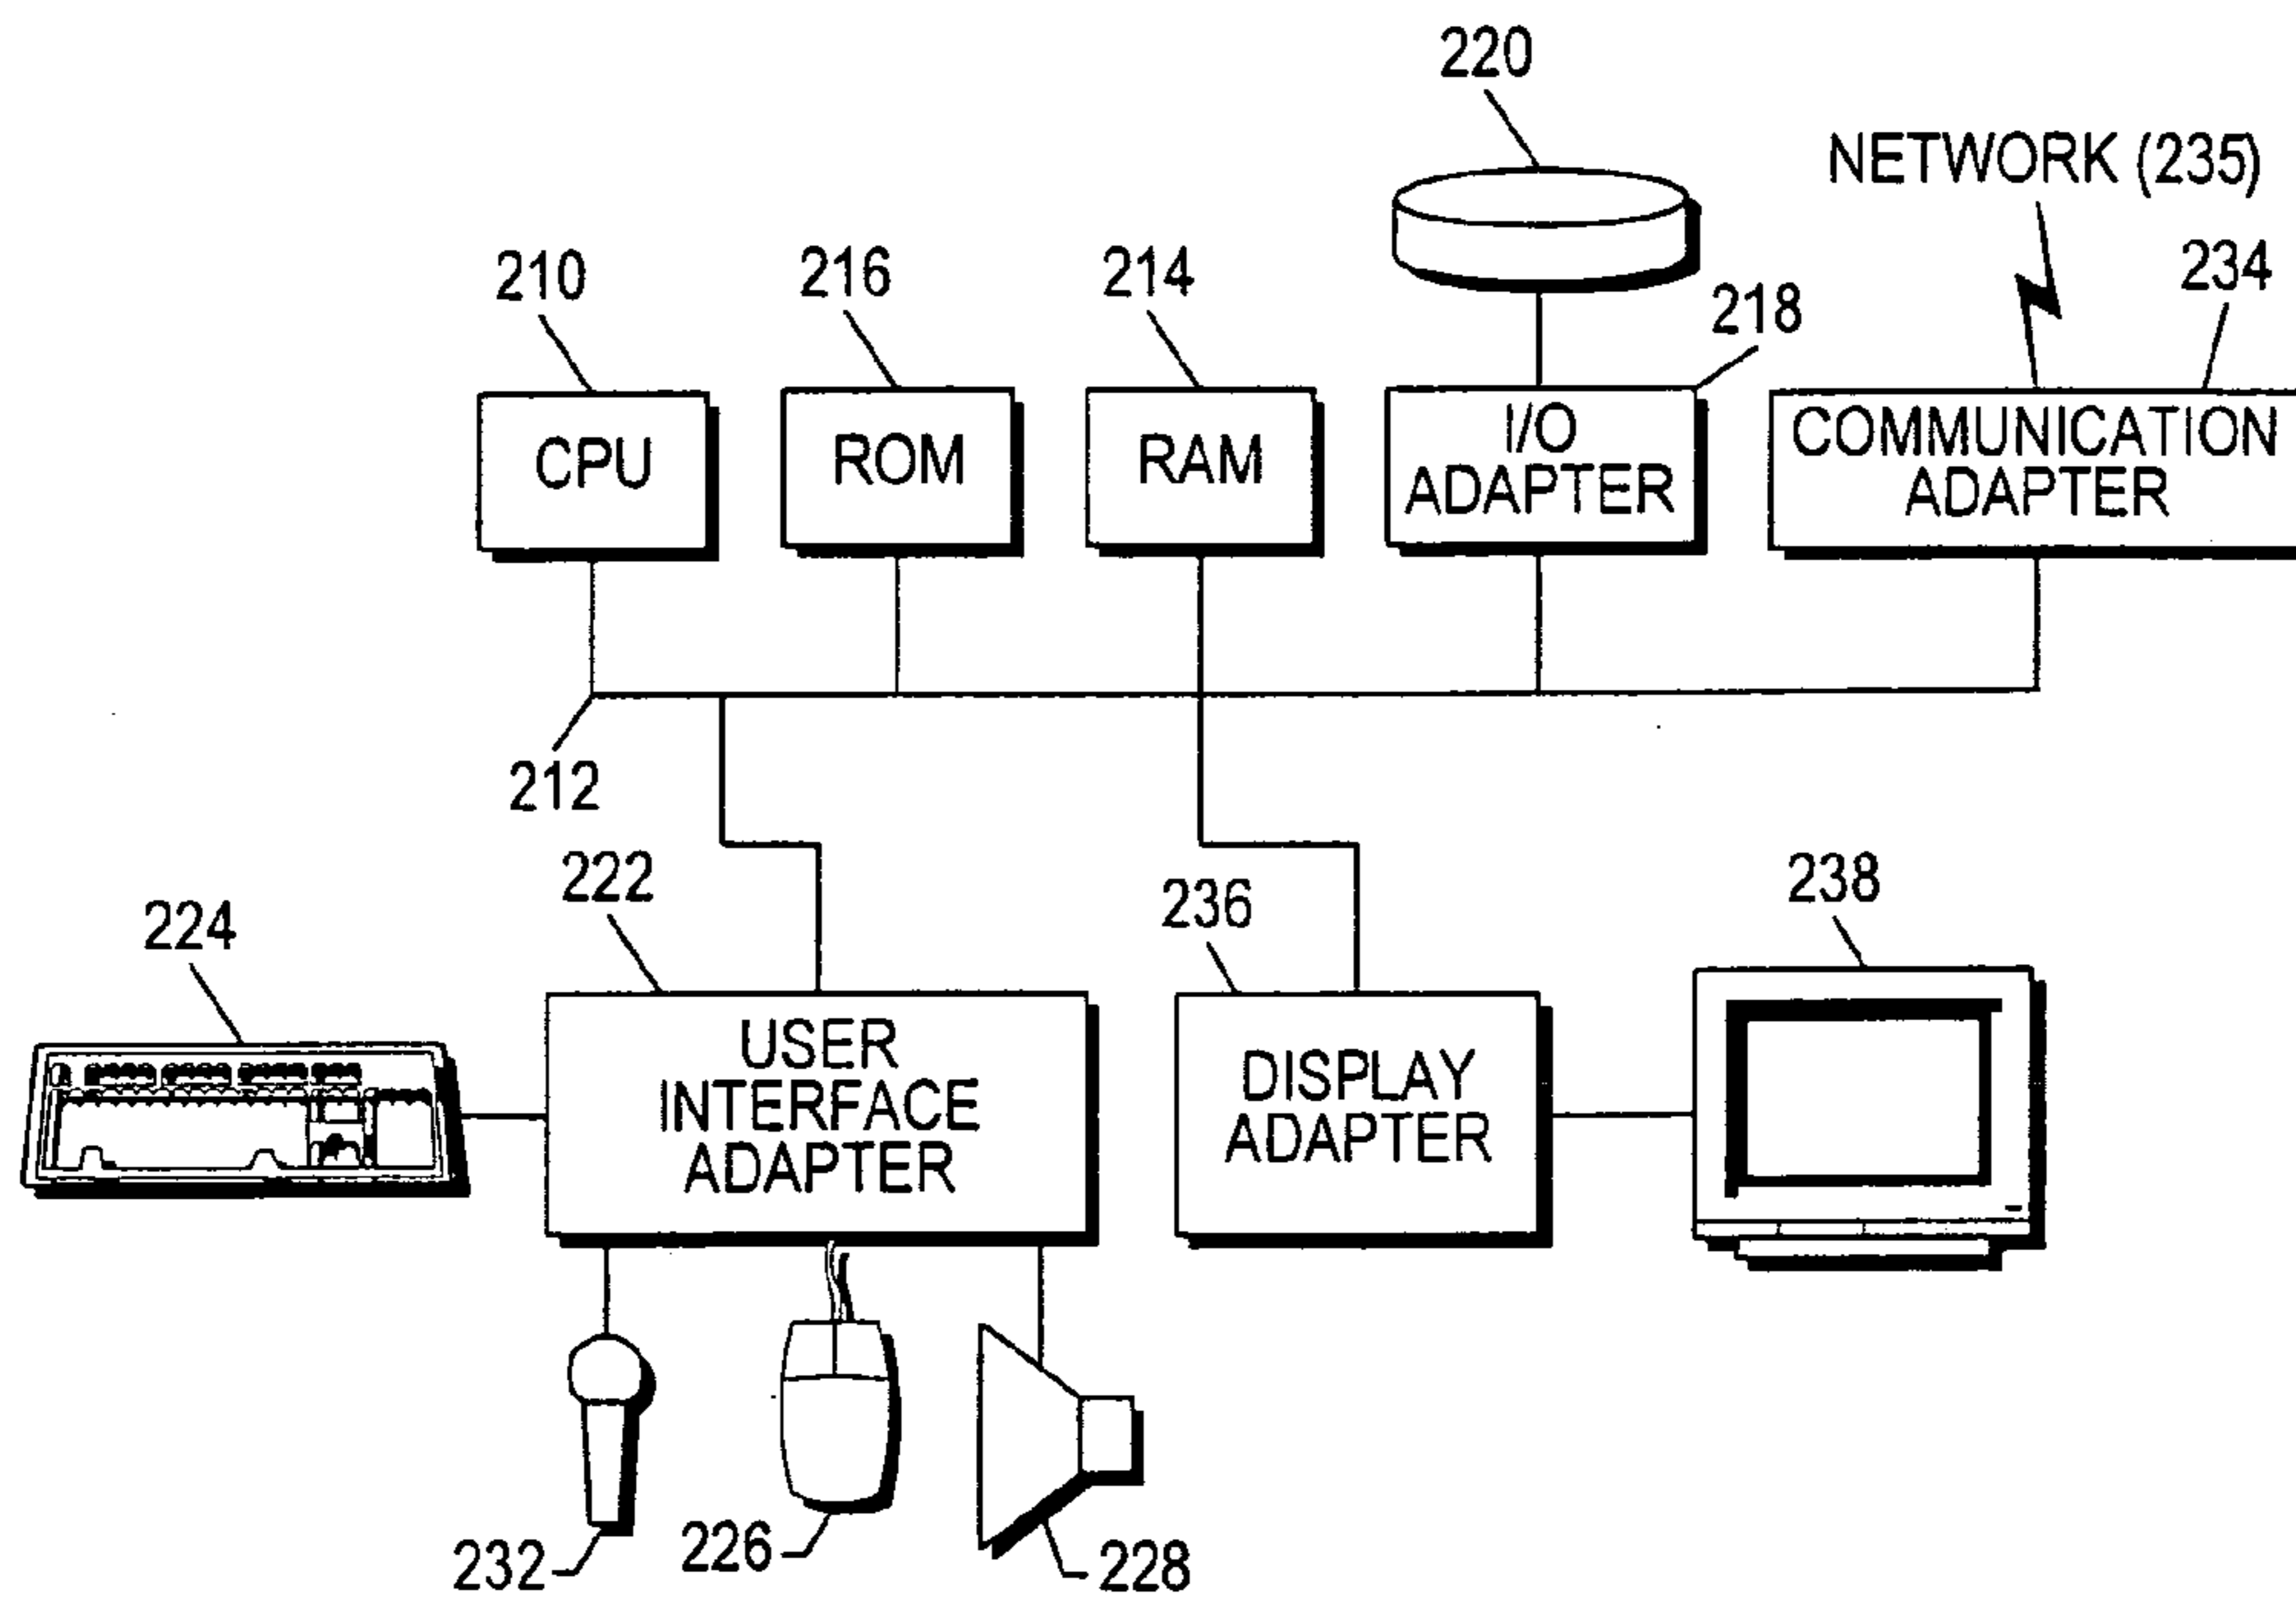 220
NETWORK (235)
210
216
214
218
234
CPU
ROM
RAM
I/O
ADAPTER
COMMUNICATION
ADAPTER
212
222
236
238
224
USER
INTERFACE
ADAPTER
DISPLAY
ADAPTER
232
226
228